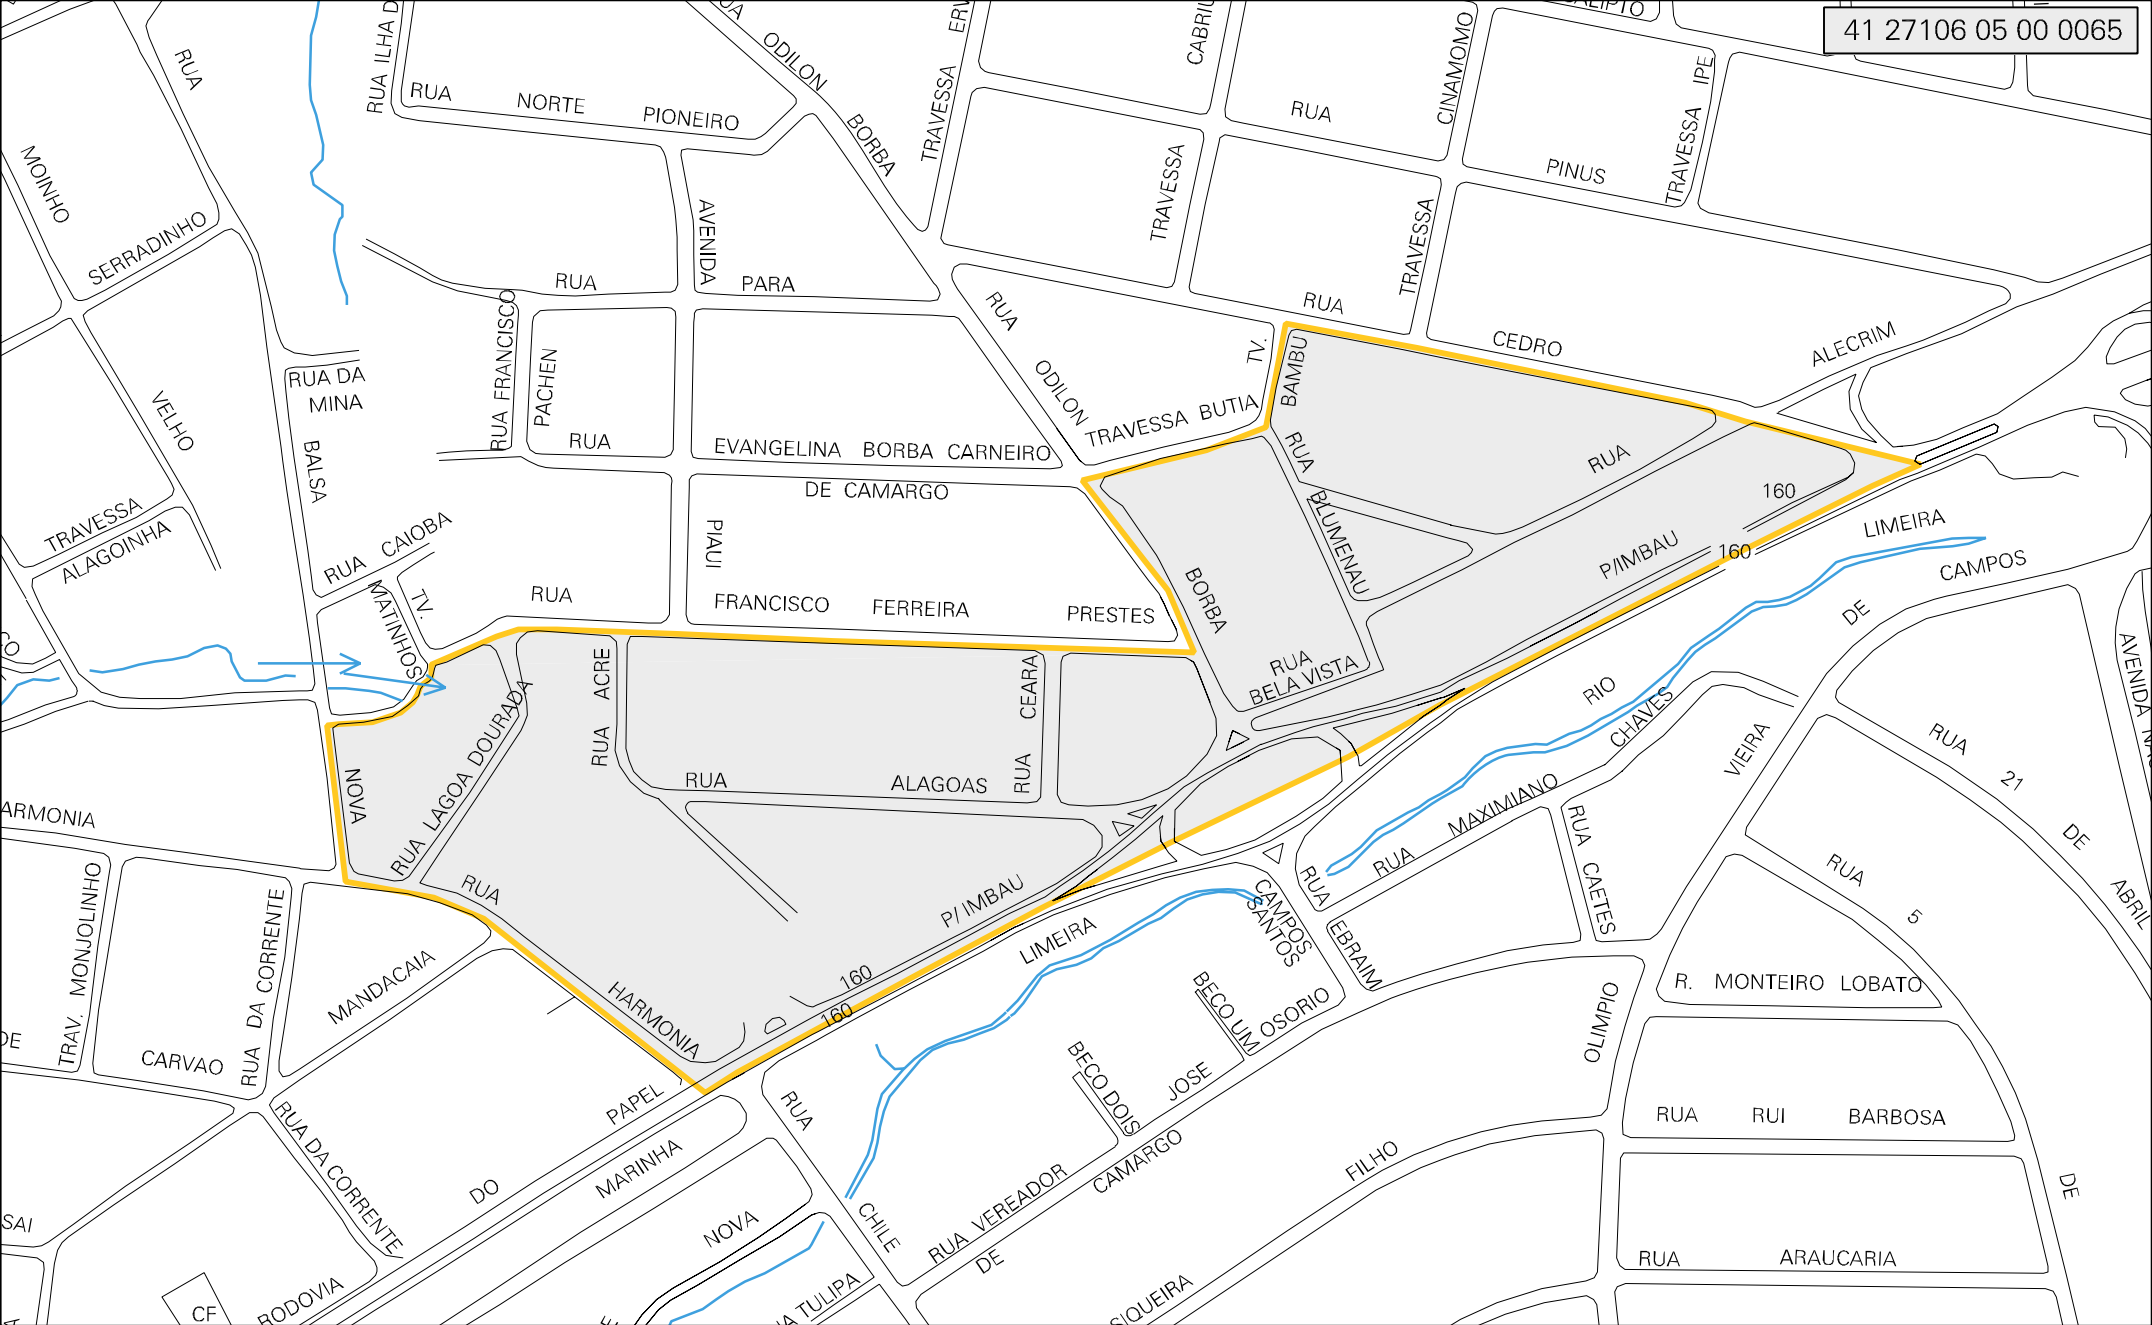 41 27106 05 00 0065
RUA
RUA ILHA D
ODILON
BORBA
TRAVESSA
CABRIU
CINAMOMO
IPE
TRAVESSA
RUA
NORTE
PIONEIRO
RUA
PINUS
MOINHO
SERRADINHO
AVENIDA
TRAVESSA
TRAVESSA
RUA
PARA
RUA
RUA
CEDRO
ALECRIM
RUA FRANCISCO
PACHEN
RUA DA
MINA
ODILON
TV.
BAMBU
TRAVESSA BUTIA
VELHO
BALSA
RUA
EVANGELINA BORBA CARNEIRO
DE CAMARGO
RUA
RUA
160
BLUMENAU
P/IMBAU
160
LIMEIRA
CAMPOS
DE
TRAVESSA
ALAGOINHA
RUA CAIOBA
PIAUI
MATINHOS
TV.
RUA
FRANCISCO
FERREIRA
PRESTES
BORBA
RUA
BELA VISTA
RIO
CHAVES
VIEIRA
AVENIDA
RUA
21
DE
ABRIL
RUA LAGOA DOURADA
RUA ACRE
RUA CEARA
NOVA
RUA
ALAGOAS
ARMONIA
RUA
HARMONIA
P/ IMBAU
160
160
LIMEIRA
CAMPOS
SANTOS
RUA
EBRAIM
RUA
MAXIMIANO
RUA CAETES
RUA
5
R. MONTEIRO LOBATO
TRAV. MONJOLINHO
RUA DA CORRENTE
MANDACAIA
CARVAO
DE
BECO UM
OSORIO
BECO DOIS
JOSE
OLIMPIO
RUA
RUI
BARBOSA
RUA DA CORRENTE
PAPEL
DO
MARINHA
RUA
CHILE
NOVA
RUA VEREADOR
DE
CAMARGO
FILHO
SIQUEIRA
RUA
ARAUCARIA
DE
SAI
CF
RODOVIA
TULIPA